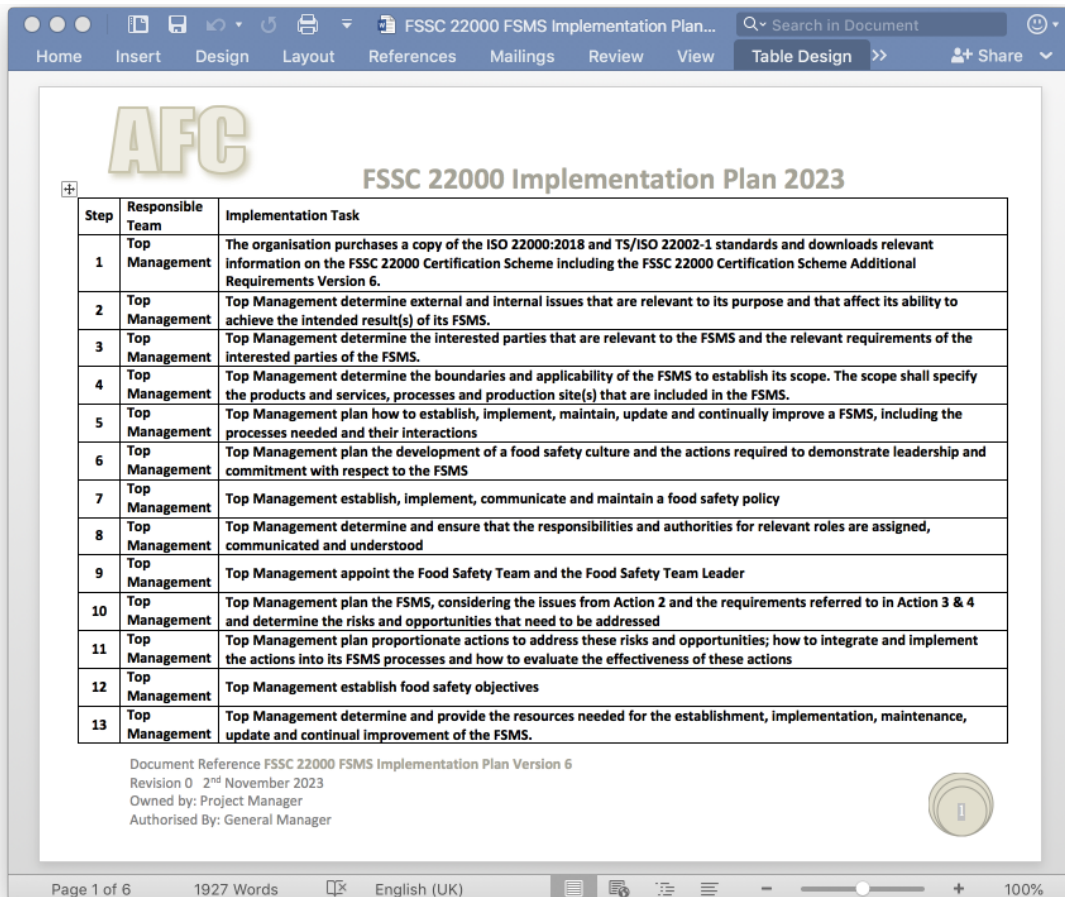 FSSC 22000 FSMS Implementation Plan...
Search in Document
Home Insert Design Layout References Mailings Review View Table Design >> Share
AFC
FSSC 22000 Implementation Plan 2023
Step Responsible Team Implementation Task
1 Top Management The organisation purchases a copy of the ISO 22000:2018 and TS/ISO 22002-1 standards and downloads relevant
information on the FSSC 22000 Certification Scheme including the FSSC 22000 Certification Scheme Additional
Requirements Version 6.
2 Top Management Top Management determine external and internal issues that are relevant to its purpose and that affect its ability to
achieve the intended result(s) of its FSMS.
3 Top Management Top Management determine the interested parties that are relevant to the FSMS and the relevant requirements of the
interested parties of the FSMS.
4 Top Management Top Management determine the boundaries and applicability of the FSMS to establish its scope. The scope shall specify
the products and services, processes and production site(s) that are included in the FSMS.
5 Top Management Top Management plan how to establish, implement, maintain, update and continually improve a FSMS, including the
processes needed and their interactions
6 Top Management Top Management plan the development of a food safety culture and the actions required to demonstrate leadership and
commitment with respect to the FSMS
7 Top Management Top Management establish, implement, communicate and maintain a food safety policy
8 Top Management Top Management determine and ensure that the responsibilities and authorities for relevant roles are assigned,
communicated and understood
9 Top Management Top Management appoint the Food Safety Team and the Food Safety Team Leader
10 Top Management Top Management plan the FSMS, considering the issues from Action 2 and the requirements referred to in Action 3 & 4
and determine the risks and opportunities that need to be addressed
11 Top Management Top Management plan proportionate actions to address these risks and opportunities; how to integrate and implement
the actions into its FSMS processes and how to evaluate the effectiveness of these actions
12 Top Management Top Management establish food safety objectives
13 Top Management Top Management determine and provide the resources needed for the establishment, implementation, maintenance,
update and continual improvement of the FSMS.
Document Reference FSSC 22000 FSMS Implementation Plan Version 6
Revision 0 2nd November 2023
Owned by: Project Manager
Authorised By: General Manager
1
Page 1 of 6 1927 Words English (UK) 100%